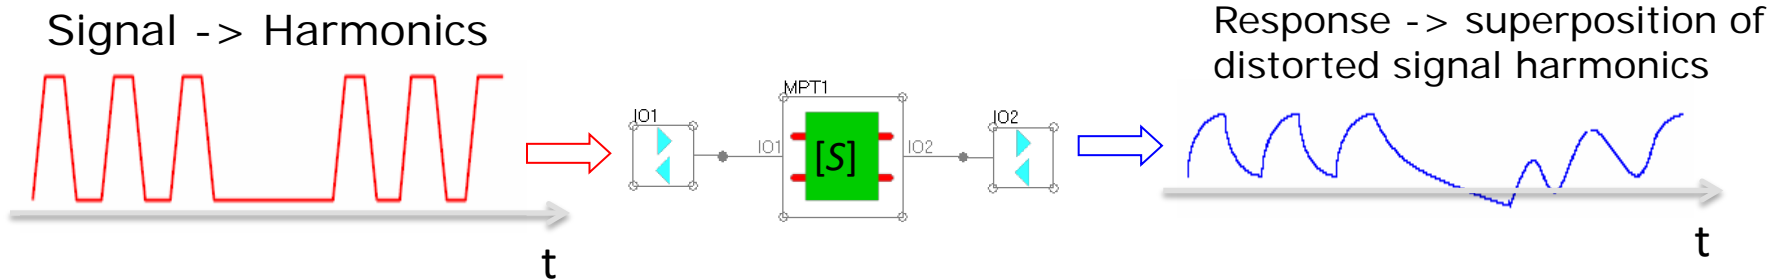 Signal -> Harmonics
t
IO1
MPT1
IO1
[S]
IO2
IO2
Response -> superposition of
distorted signal harmonics
t